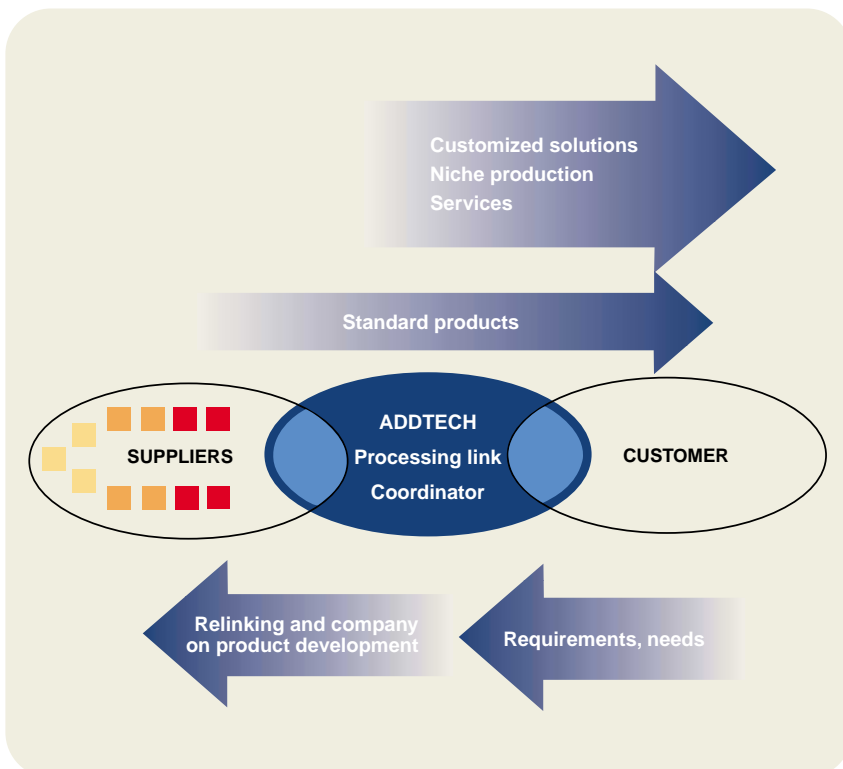 Customized solutions
Niche production
Services
Standard products
SUPPLIERS
ADDTECH
Processing link
Coordinator
CUSTOMER
Relinking and company
on product development
Requirements, needs